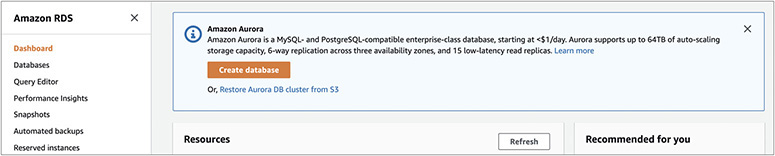 Amazon RDS
Dashboard
Databases
Query Editor
Performance Insights
Snapshots
Automated backups
Reserved instances
Amazon Aurora
Amazon Aurora is a MySQL- and PostgreSQL-compatible enterprise-class database, starting at <$1/day. Aurora supports up to 64TB of auto-scaling
storage capacity, 6-way replication across three availability zones, and 15 low-latency read replicas. Learn more
Create database
Or, Restore Aurora DB cluster from S3
Resources
Refresh
Recommended for you